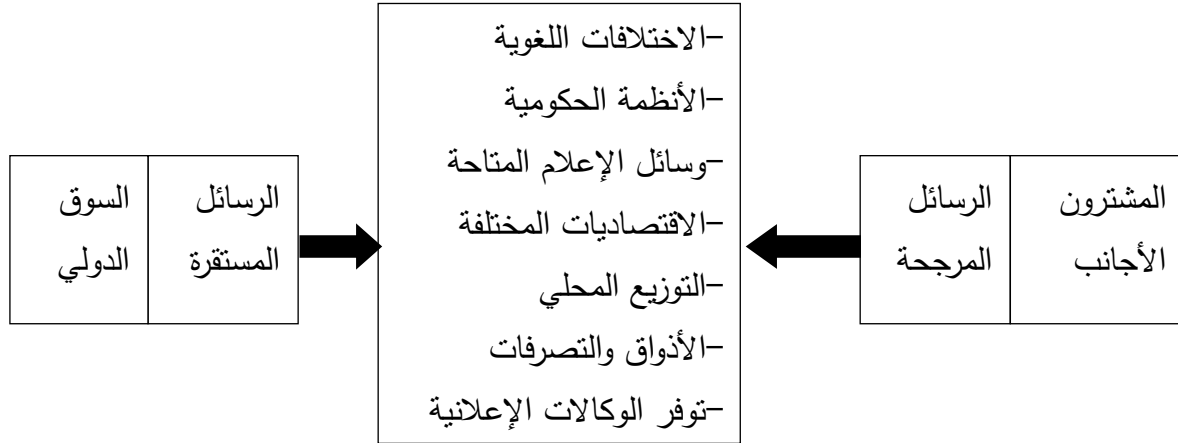 المشترون
الأجانب
الرسائل
المرجحة
-الاختلافات اللغوية
-الأنظمة الحكومية
-وسائل الإعلام المتاحة
-الاقتصاديات المختلفة
-التوزيع المحلي
-الأذواق والتصرفات
-توفر الوكالات الإعلانية
الرسائل
المستقرة
السوق
الدولي